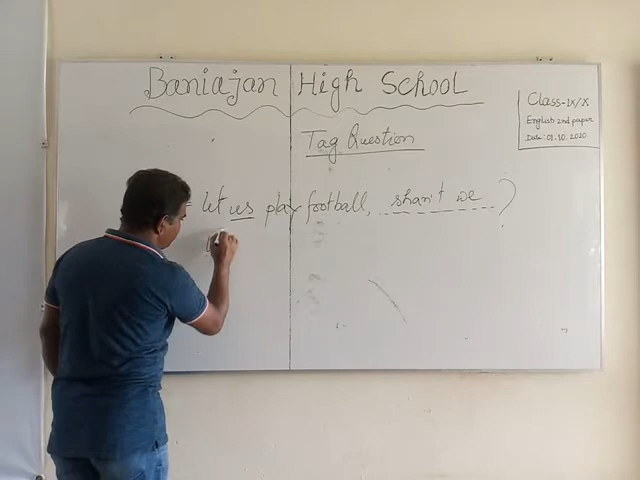 Baniajan High School
Class-IX/X
English 2nd paper
Date: 01.10.2020
Tag Question
Let us play football, shan't we ?